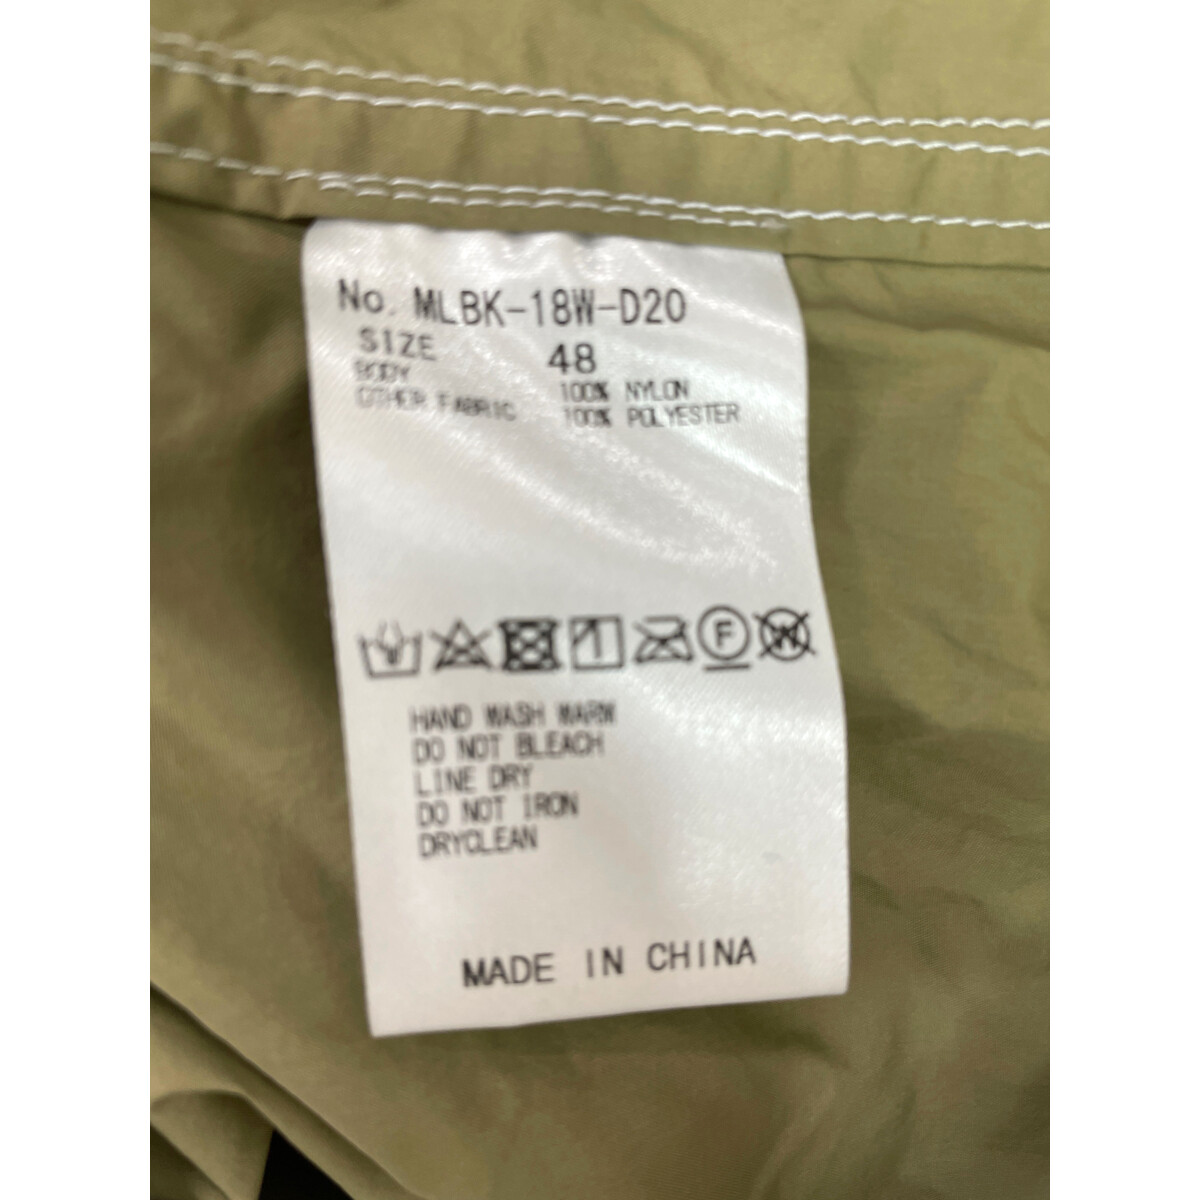 No. MLBK-18W-D20
SIZE 48
BODY 100% NYLON
OTHER FABRIC 100% POLYESTER
F W
HAND WASH WARM
DO NOT BLEACH
LINE DRY
DO NOT IRON
DRYCLEAN
MADE IN CHINA